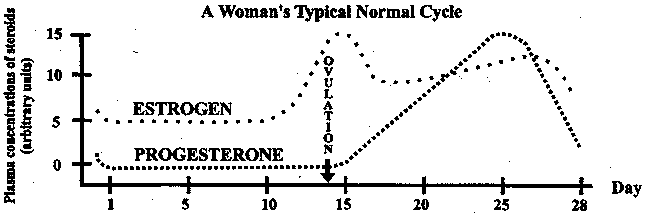 A Woman's Typical Normal Cycle
Plasma concentrations of steroids
(arbitrary units)
15
10
5
0
ESTROGEN
PROGESTERONE
OVULATION
1 5 10 15 20 25 28 Day